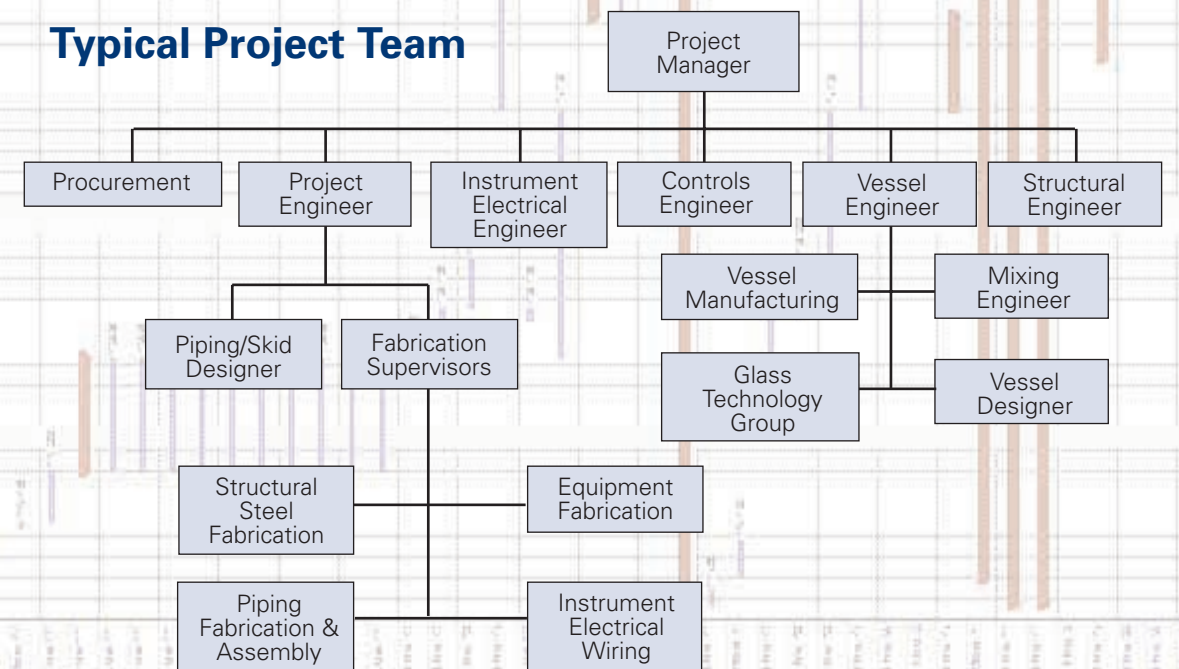 Typical Project Team
Project
Manager
Procurement
Project
Engineer
Instrument
Electrical
Engineer
Controls
Engineer
Vessel
Engineer
Structural
Engineer
Vessel
Manufacturing
Mixing
Engineer
Piping/Skid
Designer
Fabrication
Supervisors
Glass
Technology
Group
Vessel
Designer
Structural
Steel
Fabrication
Equipment
Fabrication
Piping
Fabrication &
Assembly
Instrument
Electrical
Wiring